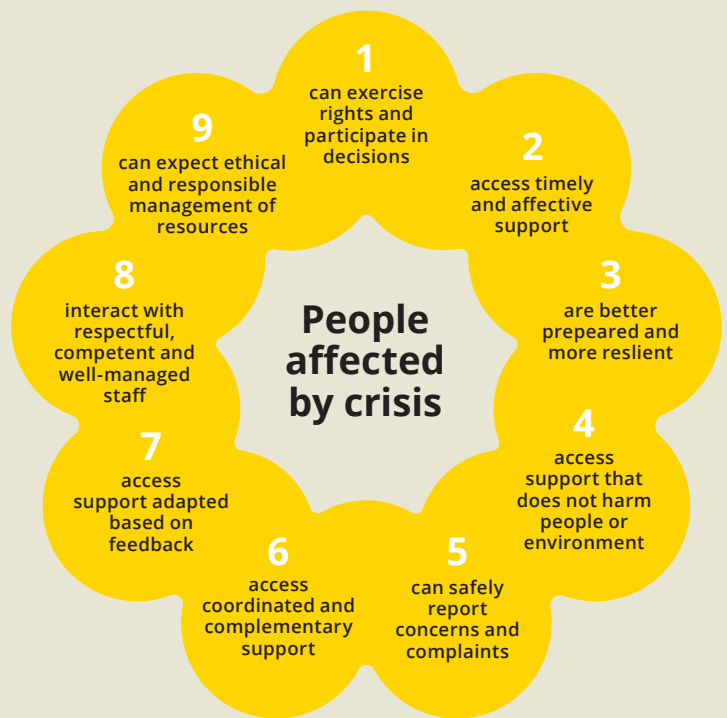 People
affected
by crisis
1
can exercise
rights and
participate in
decisions
2
access timely
and affective
support
3
are better
prepeared and
more reslient
4
access
support that
does not harm
people or
environment
5
can safely
report
concerns and
complaints
6
access
coordinated and
complementary
support
7
access
support adapted
based on
feedback
8
interact with
respectful,
competent and
well-managed
staff
9
can expect ethical
and responsible
management of
resources